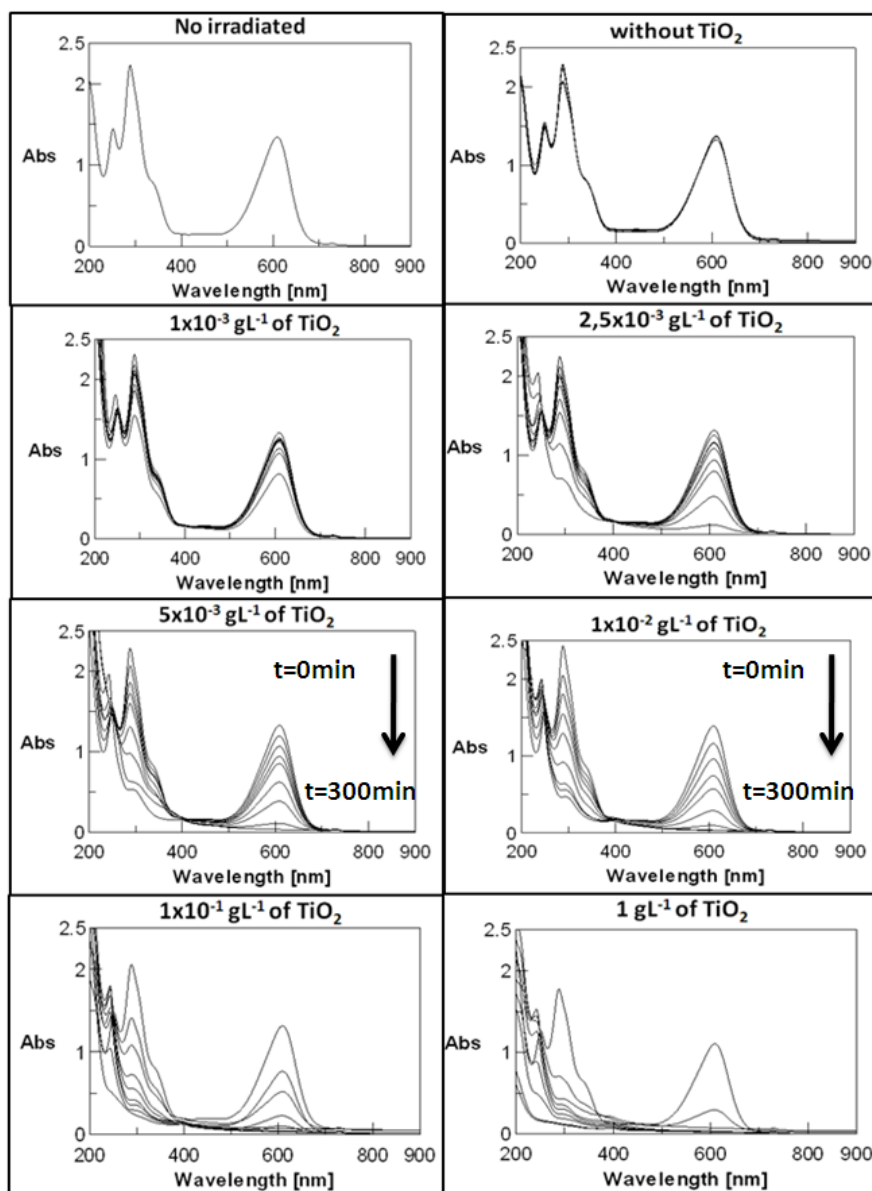 No irradiated
2.5
2
Abs
1
0
200 400 600 800 900
Wavelength [nm]
without TiO₂
2.5
2
Abs
1
0
200 400 600 800 900
Wavelength [nm]
1x10⁻³ gL⁻¹ of TiO₂
2.5
2
Abs
1
0
200 400 600 800 900
Wavelength [nm]
2,5x10⁻³ gL⁻¹ of TiO₂
2.5
2
Abs
1
0
200 400 600 800 900
Wavelength [nm]
5x10⁻³ gL⁻¹ of TiO₂
2.5
2
Abs
1
0
t=0min
t=300min
200 400 600 800 900
Wavelength [nm]
1x10⁻² gL⁻¹ of TiO₂
2.5
2
Abs
1
0
t=0min
t=300min
200 400 600 800 900
Wavelength [nm]
1x10⁻¹ gL⁻¹ of TiO₂
2.5
2
Abs
1
0
200 400 600 800 900
Wavelength [nm]
1 gL⁻¹ of TiO₂
2.5
2
Abs
1
0
200 400 600 800 900
Wavelength [nm]